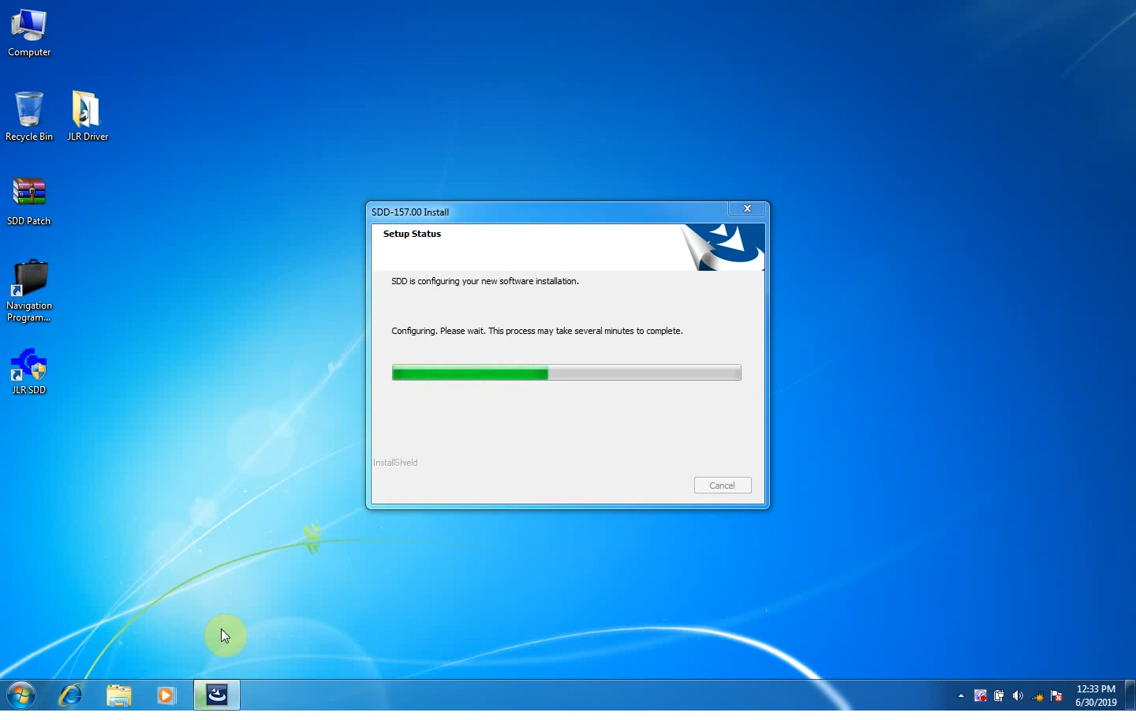 Computer
Recycle Bin
JLR Driver
SDD Patch
Navigation
Program...
JLR SDD
SDD-157.00 Install
Setup Status
SDD is configuring your new software installation.
Configuring. Please wait. This process may take several minutes to complete.
InstallShield
Cancel
12:33 PM
6/30/2019